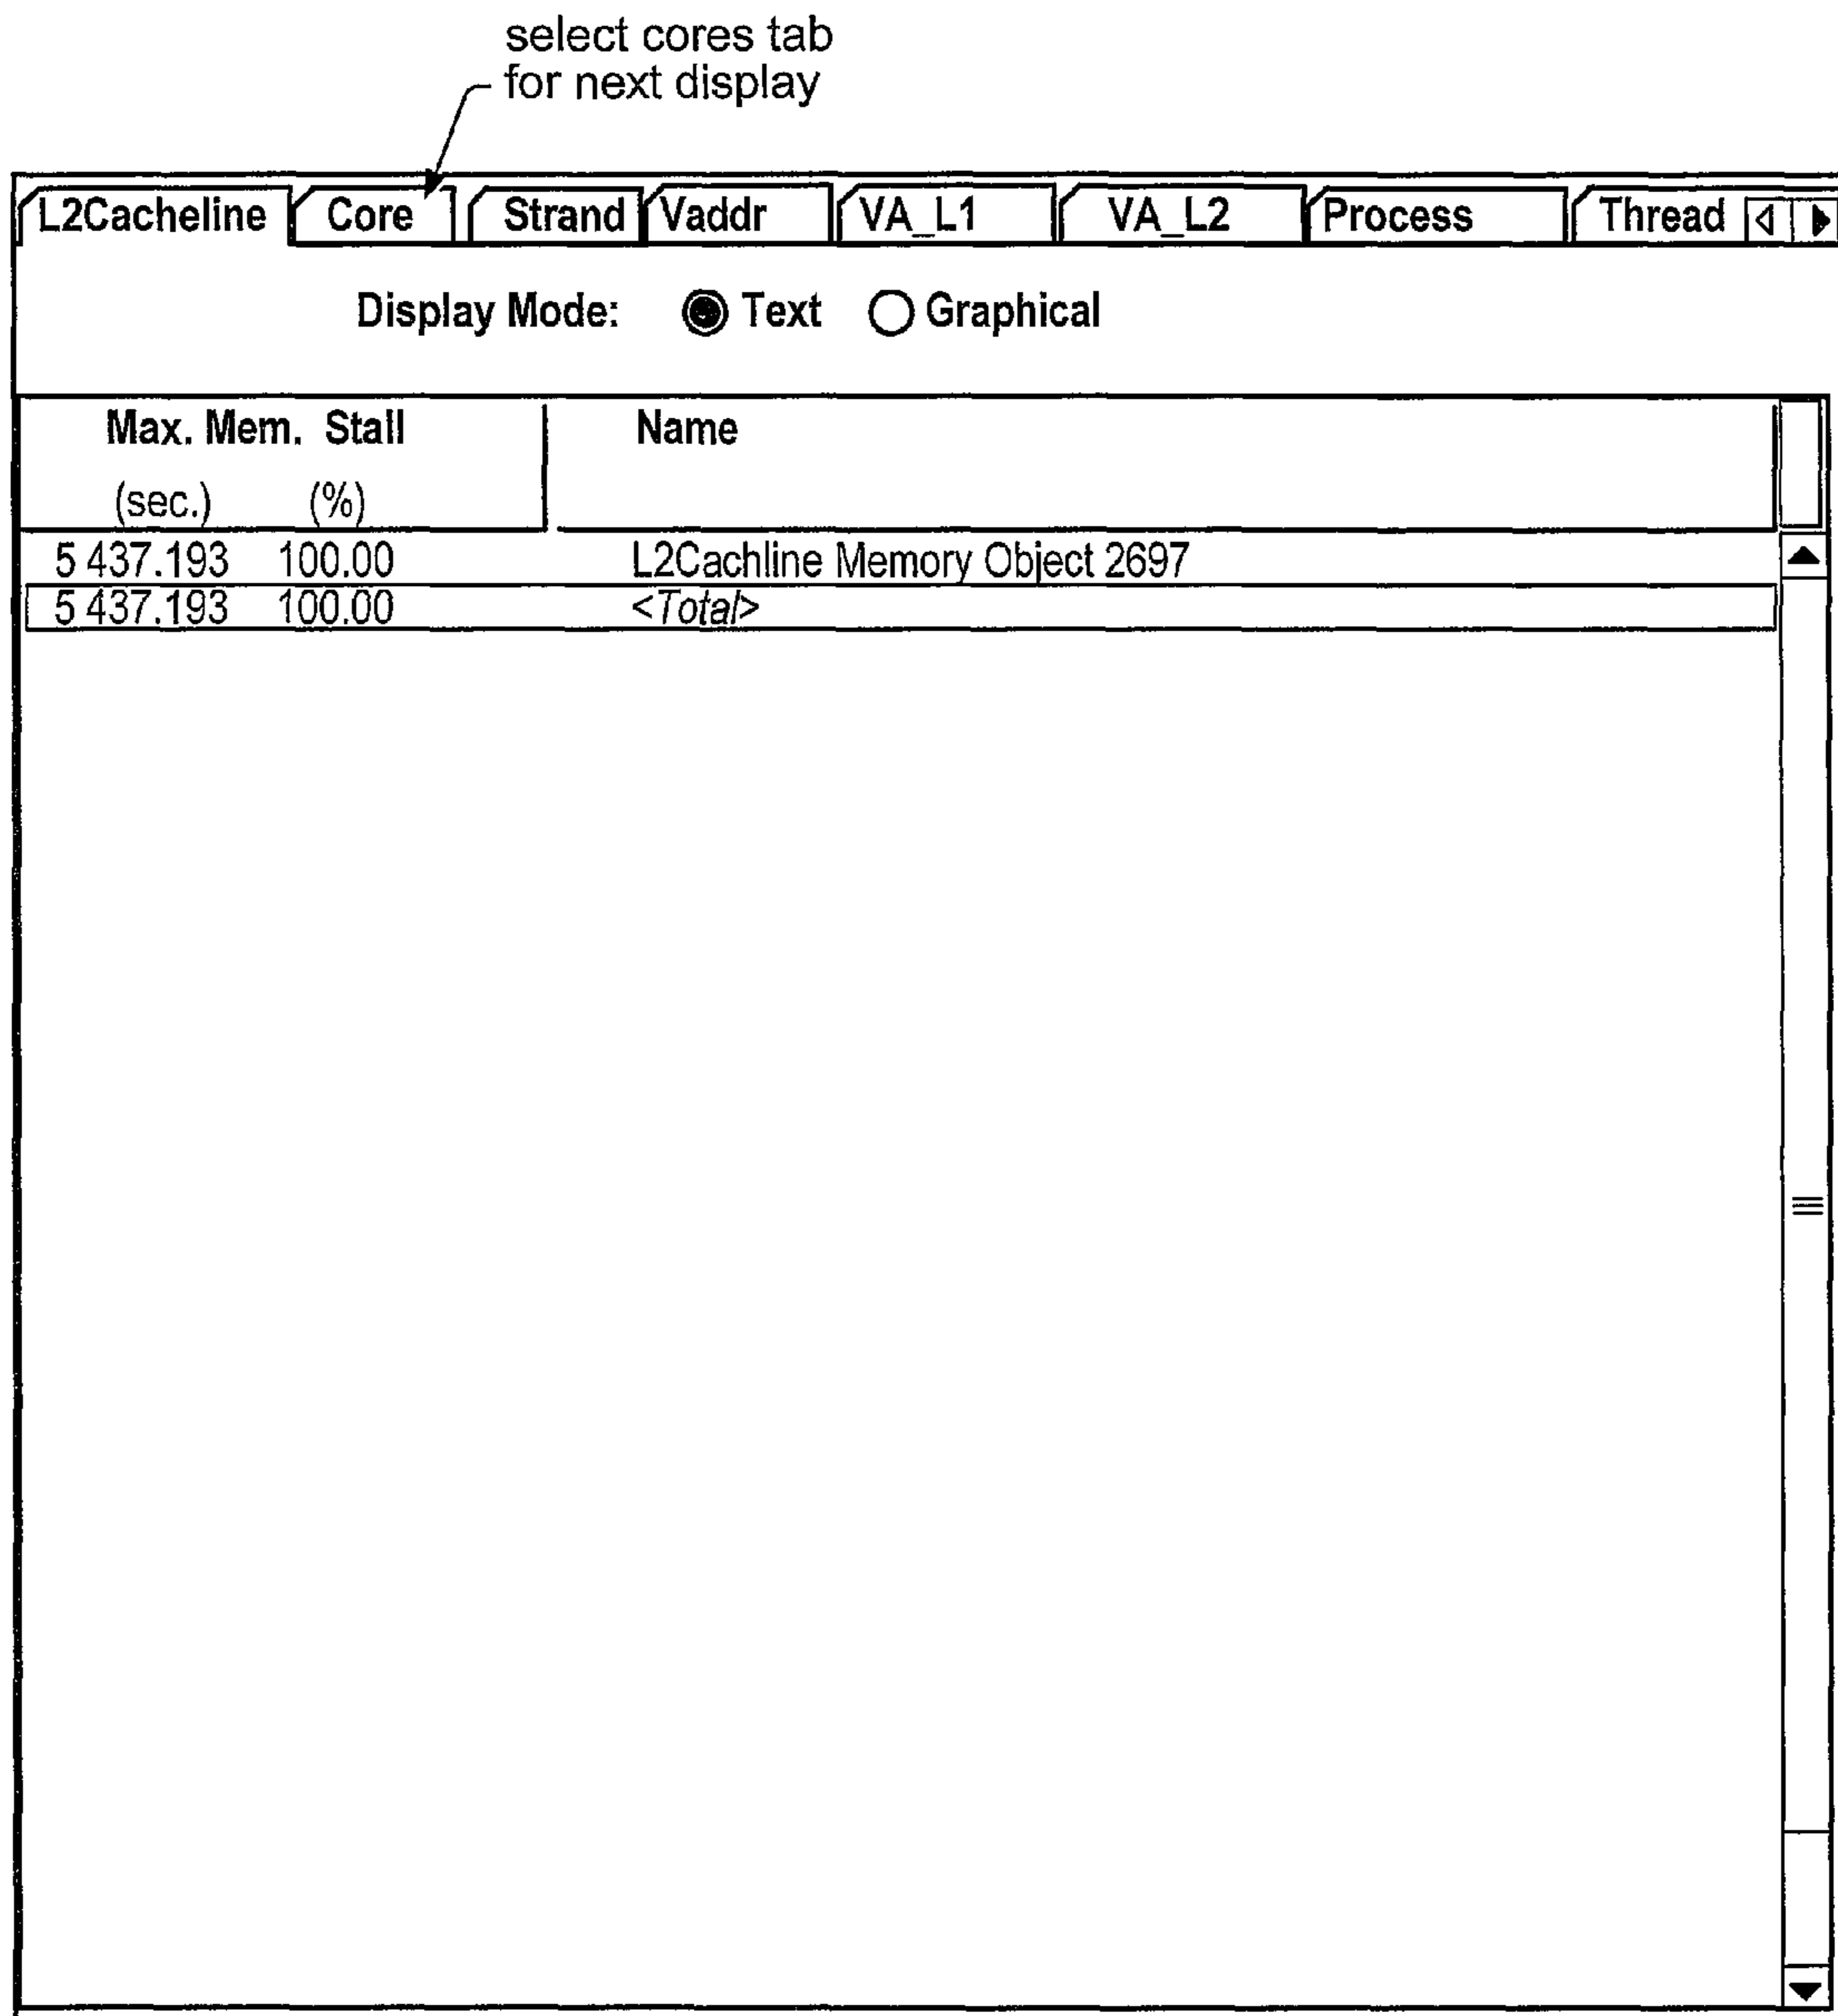 select cores tab
for next display
L2Cacheline Core Strand Vaddr VA_L1 VA_L2 Process Thread
Display Mode: Text Graphical
Max. Mem. Stall Name
(sec.) (%)
5 437.193 100.00 L2Cachline Memory Object 2697
5 437.193 100.00 <Total>